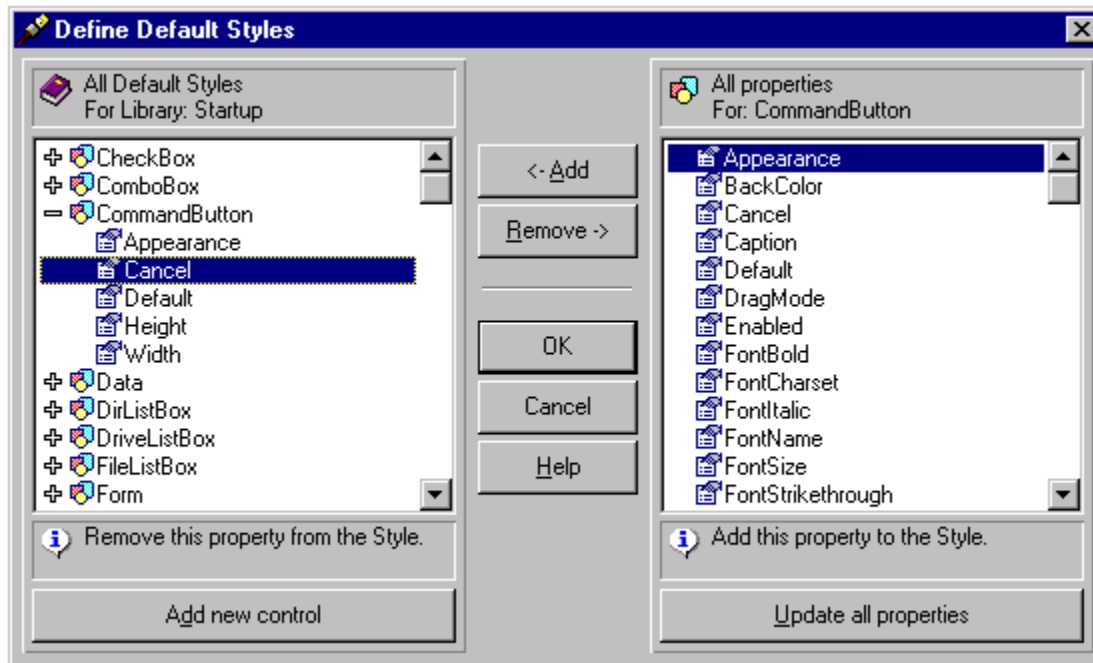 Define Default Styles
All Default Styles
For Library: Startup
CheckBox
ComboBox
CommandButton
Appearance
Cancel
Default
Height
Width
Data
DirListBox
DriveListBox
FileListBox
Form
Remove this property from the Style.
Add new control
<- Add
Remove ->
OK
Cancel
Help
All properties
For: CommandButton
Appearance
BackColor
Cancel
Caption
Default
DragMode
Enabled
FontBold
FontCharset
FontItalic
FontName
FontSize
FontStrikethrough
Add this property to the Style.
Update all properties